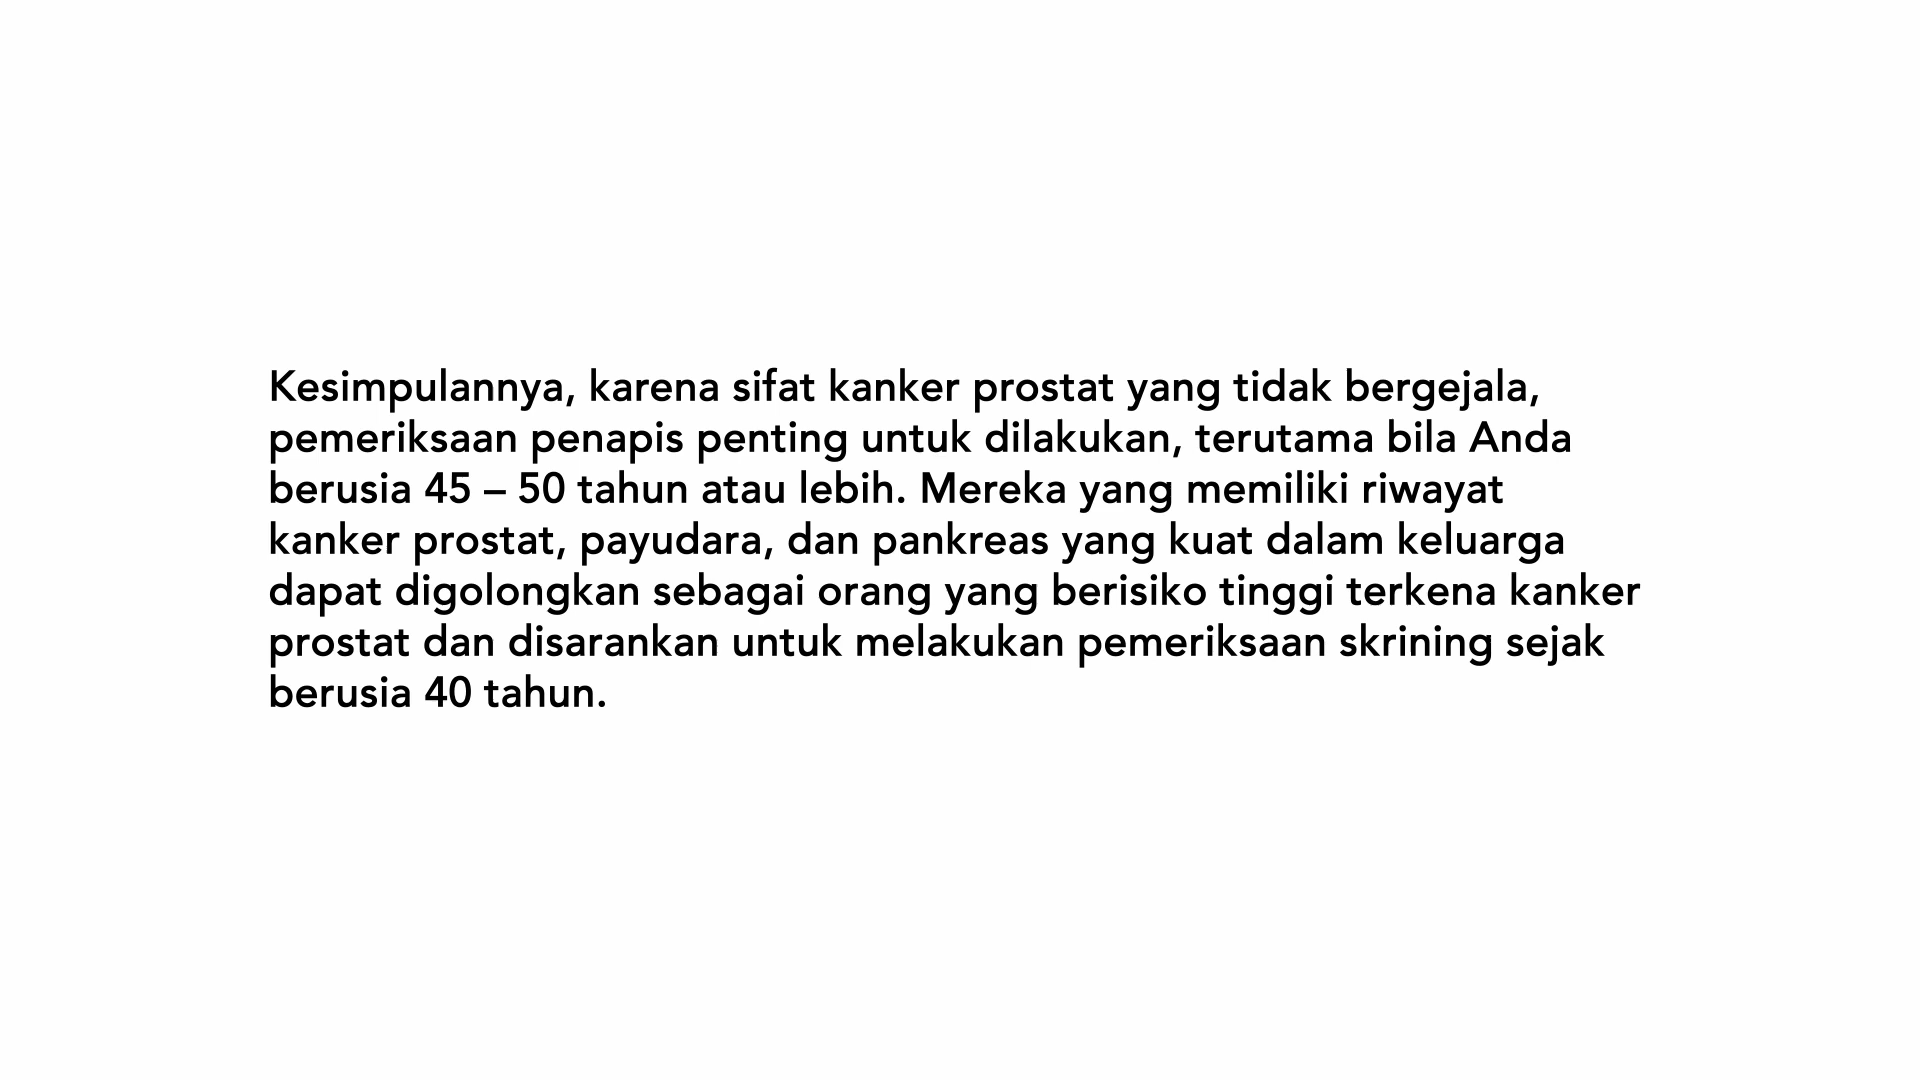 Kesimpulannya, karena sifat kanker prostat yang tidak bergejala,
pemeriksaan penapis penting untuk dilakukan, terutama bila Anda
berusia 45 – 50 tahun atau lebih. Mereka yang memiliki riwayat
kanker prostat, payudara, dan pankreas yang kuat dalam keluarga
dapat digolongkan sebagai orang yang berisiko tinggi terkena kanker
prostat dan disarankan untuk melakukan pemeriksaan skrining sejak
berusia 40 tahun.